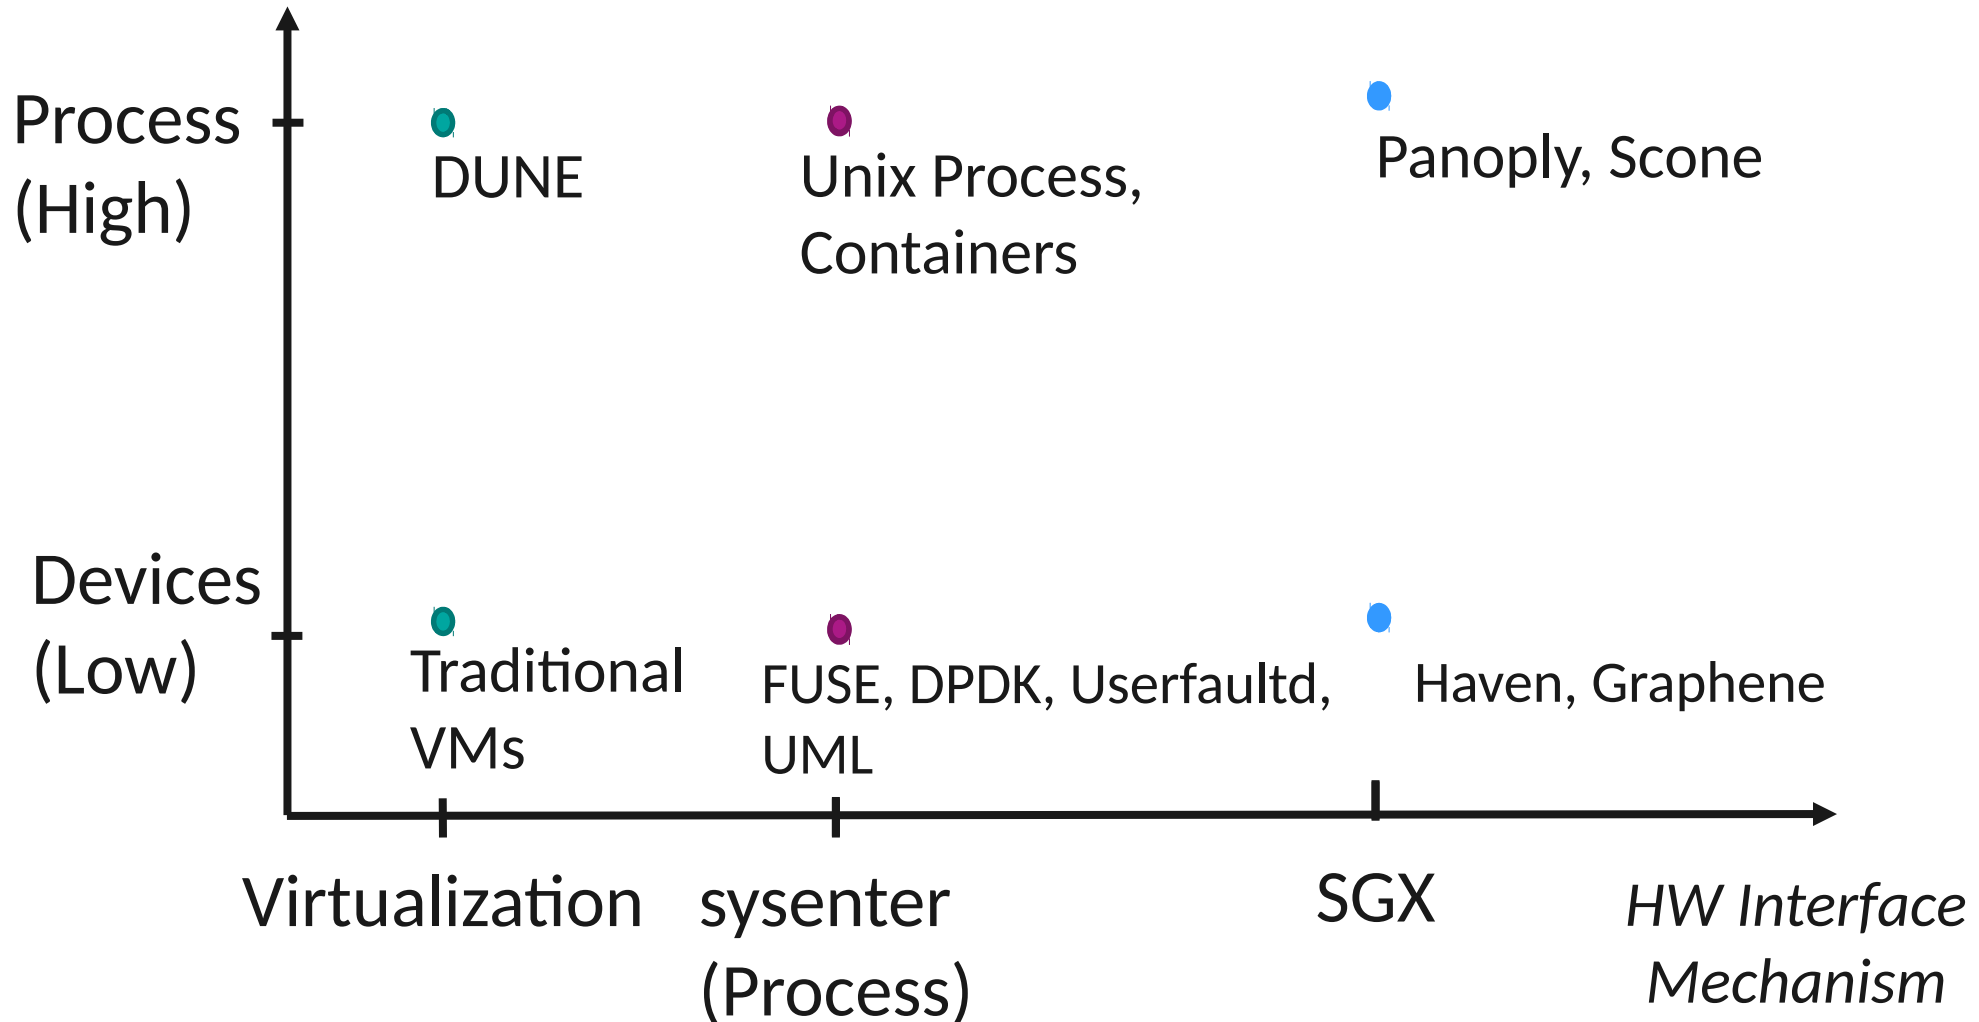 Process
(High)
DUNE
Unix Process,
Containers
Panoply, Scone
Devices
(Low)
Traditional
VMs
FUSE, DPDK, Userfaultd,
UML
Haven, Graphene
Virtualization
sysenter
(Process)
SGX
HW Interface
Mechanism